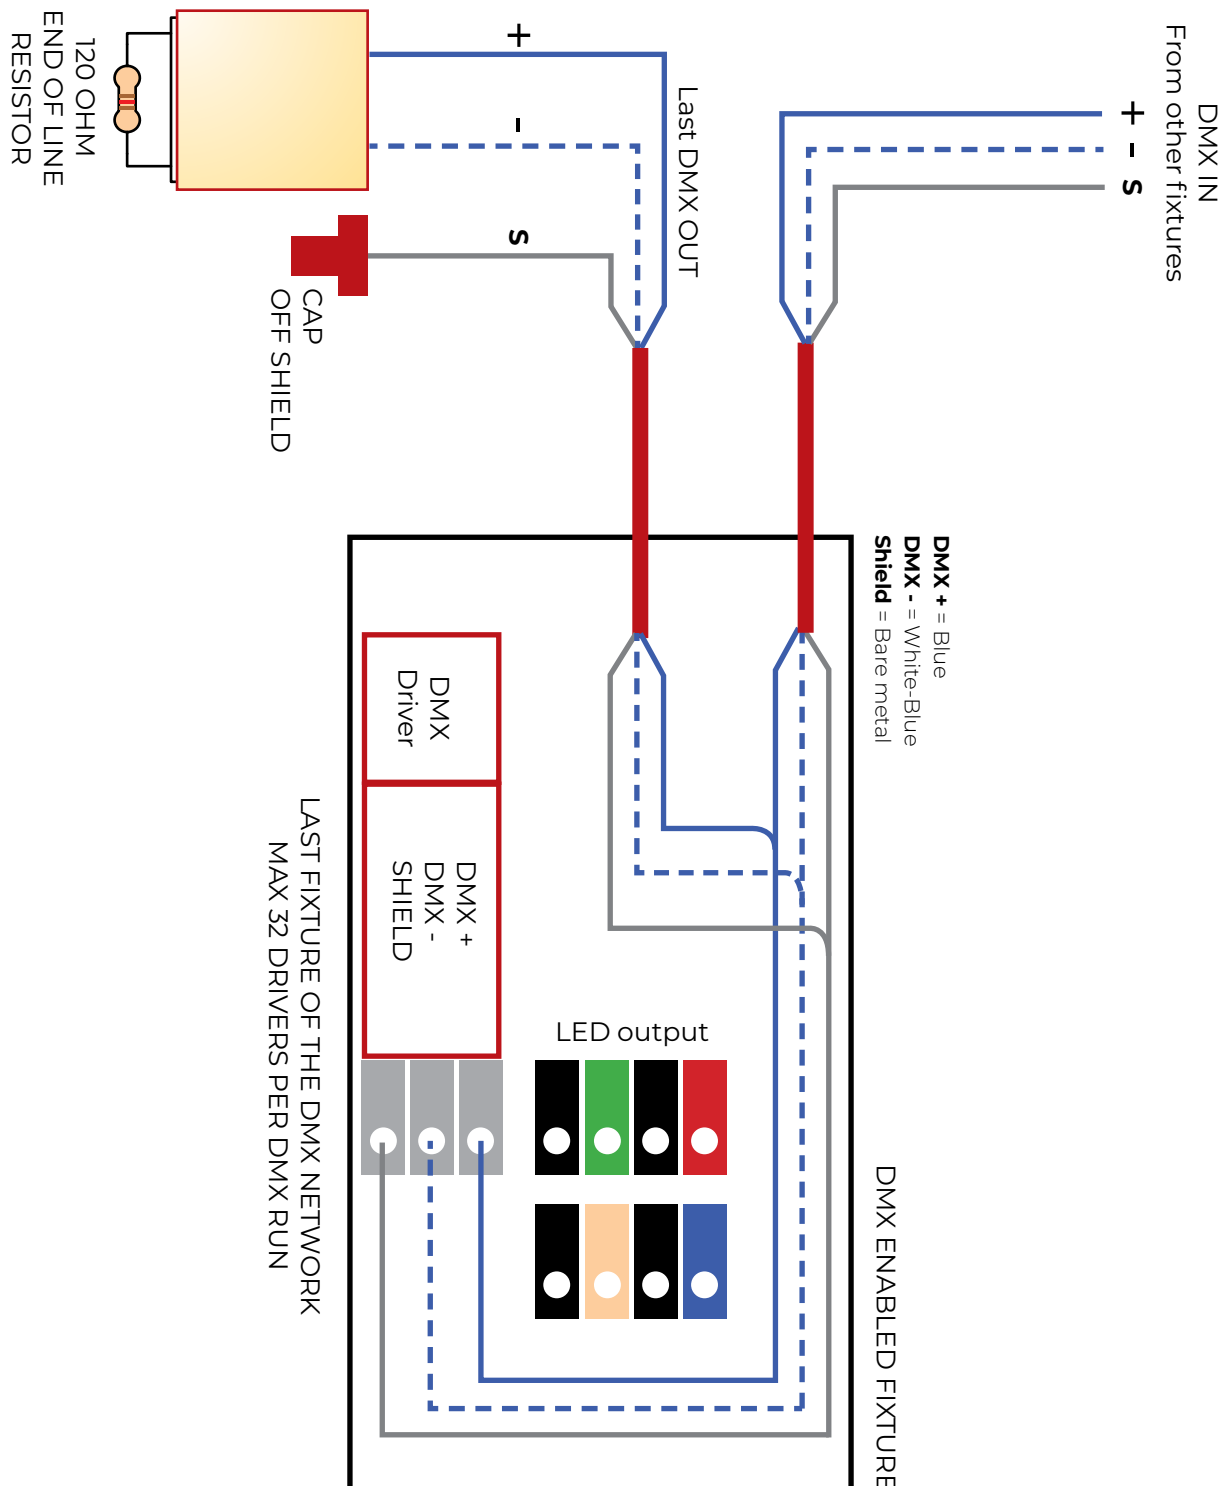 DMX IN
From other fixtures
+
-
S
Last DMX OUT
+
-
S
120 OHM
END OF LINE
RESISTOR
CAP
OFF SHIELD
DMX + = Blue
DMX - = White-Blue
Shield = Bare metal
DMX
Driver
DMX +
DMX -
SHIELD
LED output
DMX ENABLED FIXTURE
LAST FIXTURE OF THE DMX NETWORK
MAX 32 DRIVERS PER DMX RUN